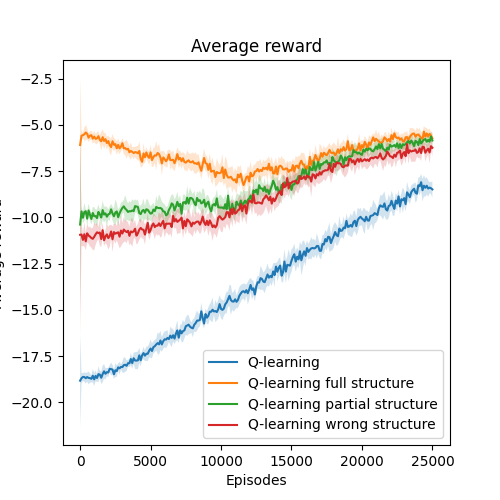 Average reward
−2.5
−5.0
−7.5
−10.0
−12.5
−15.0
−17.5
−20.0
Q-learning
Q-learning full structure
Q-learning partial structure
Q-learning wrong structure
0 5000 10000 15000 20000 25000
Episodes